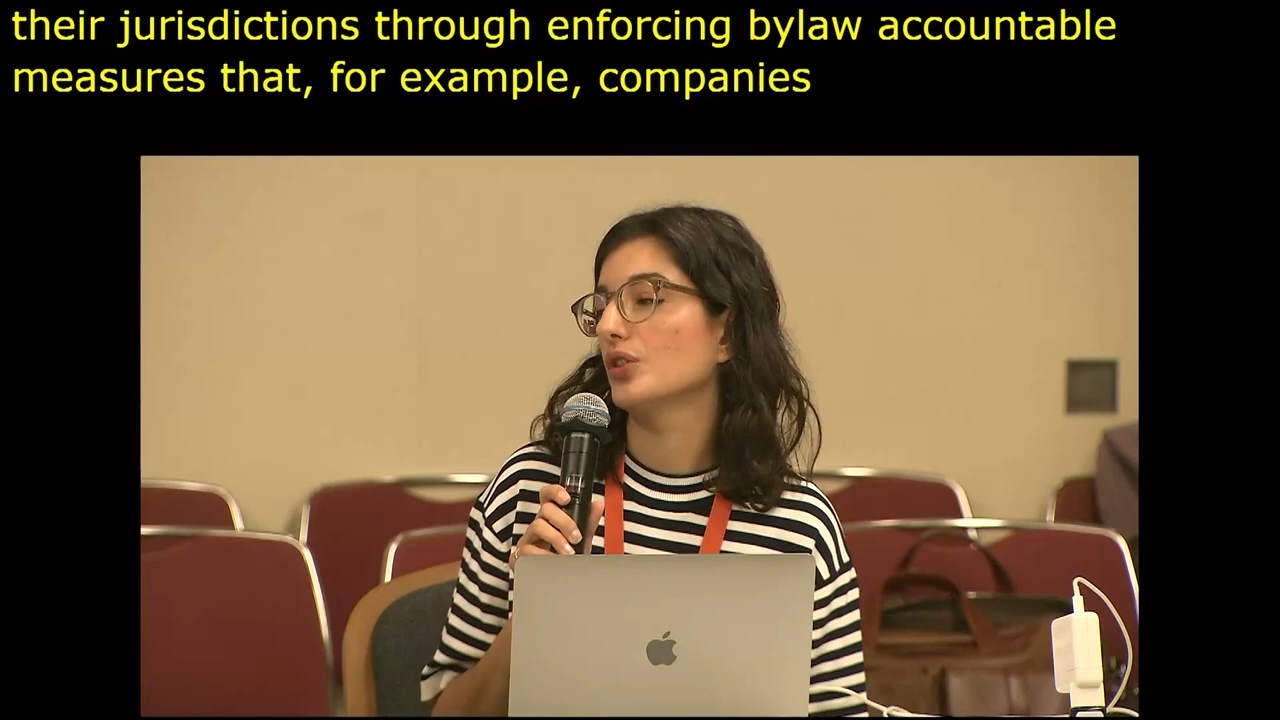 their jurisdictions through enforcing bylaw accountable
measures that, for example, companies